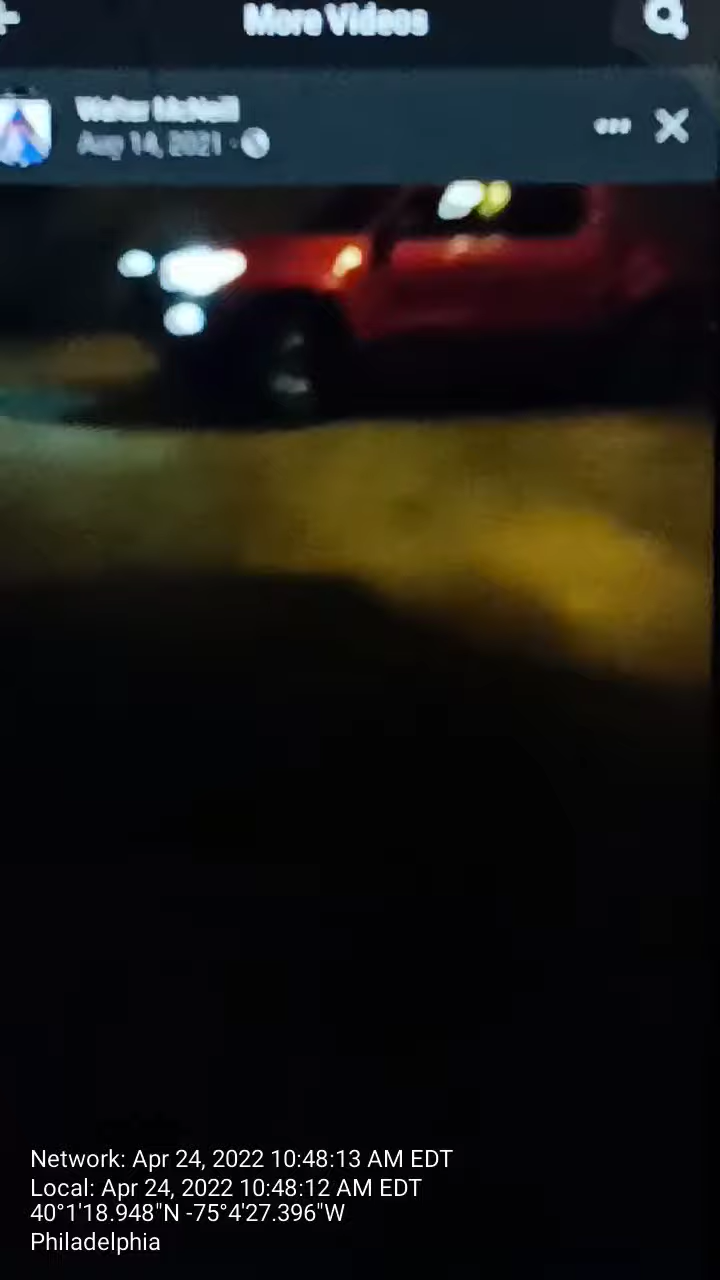 More Videos
Walter McNeill
Aug 14, 2021
Network: Apr 24, 2022 10:48:13 AM EDT
Local: Apr 24, 2022 10:48:12 AM EDT
40°1'18.948"N -75°4'27.396"W
Philadelphia